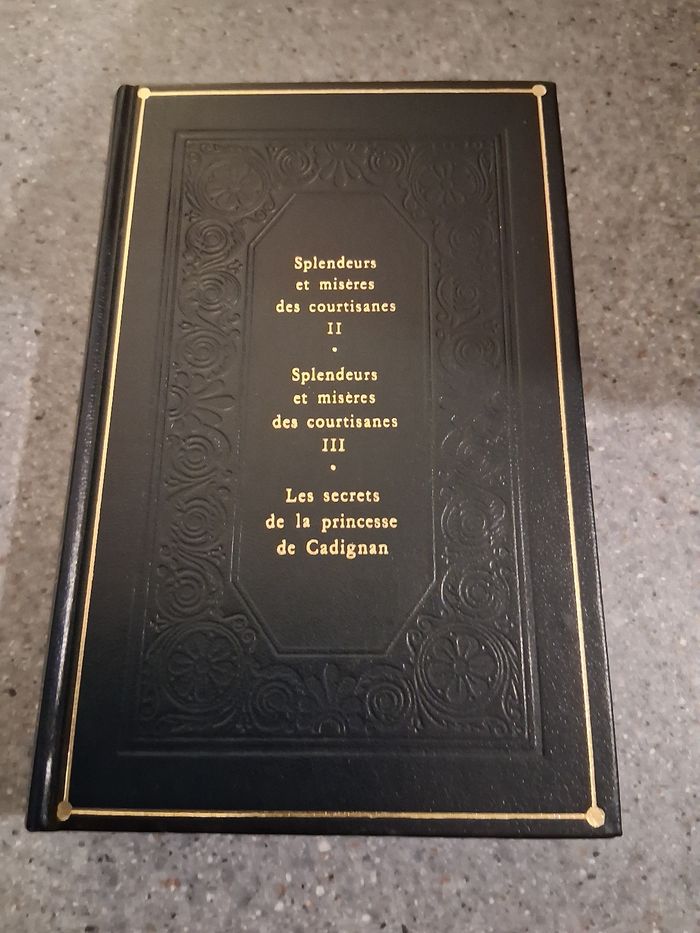 Splendeurs
et misères
des courtisanes
II
•
Splendeurs
et misères
des courtisanes
III
•
Les secrets
de la princesse
de Cadignan